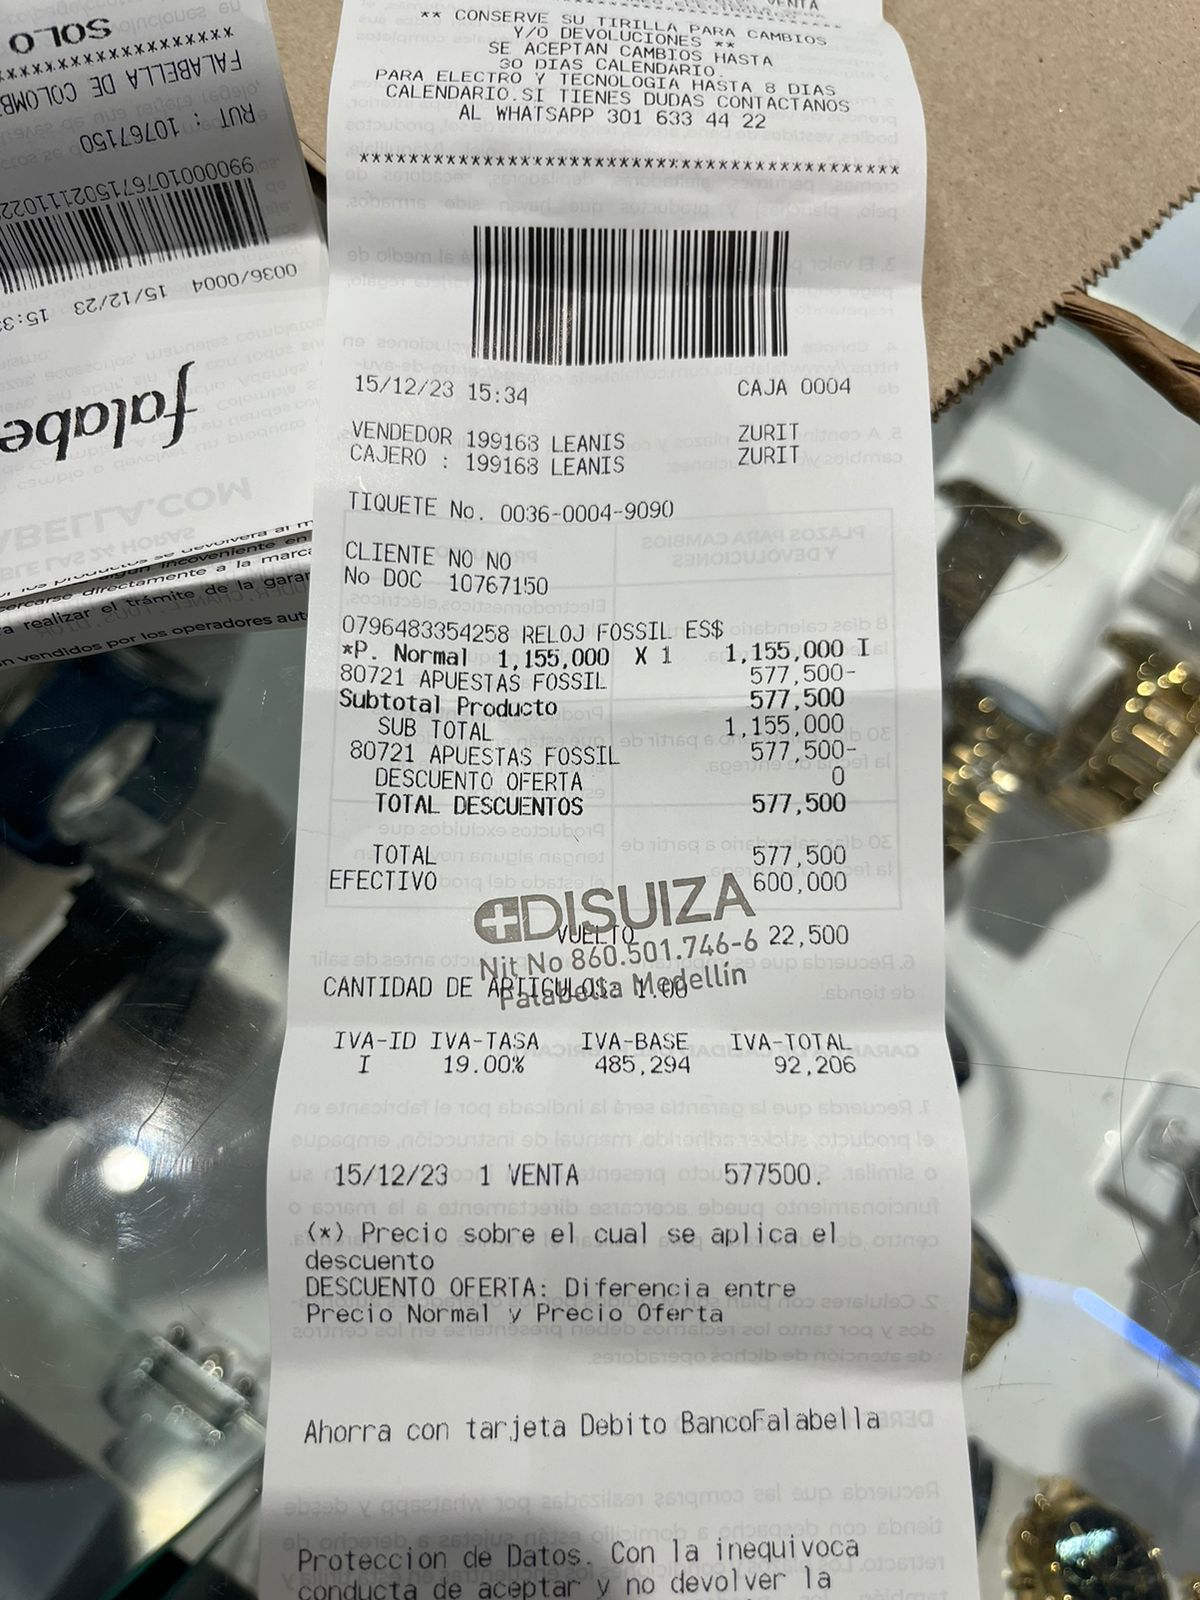 ** CONSERVE SU TIRILLA PARA CAMBIOS
Y/O DEVOLUCIONES **
SE ACEPTAN CAMBIOS HASTA
30 DIAS CALENDARIO.
PARA ELECTRO Y TECNOLOGIA HASTA 8 DIAS
CALENDARIO.SI TIENES DUDAS CONTACTANOS
AL WHATSAPP 301 633 44 22
******************************************
15/12/23 15:34 CAJA 0004
VENDEDOR 199168 LEANIS ZURIT
CAJERO : 199168 LEANIS ZURIT
TIQUETE No. 0036-0004-9090
CLIENTE NO NO
No DOC 10767150
0796483354258 RELOJ FOSSIL ES$
*P. Normal 1,155,000 X 1 1,155,000 I
80721 APUESTAS FOSSIL 577,500-
Subtotal Producto 577,500
SUB TOTAL 1,155,000
80721 APUESTAS FOSSIL 577,500-
DESCUENTO OFERTA 0
TOTAL DESCUENTOS 577,500
TOTAL 577,500
EFECTIVO 600,000
DISUIZA
VUELTO 22,500
Nit No 860.501.746-6
CANTIDAD DE ARTICULOS: 1.00
Falabella Medellín
IVA-ID IVA-TASA IVA-BASE IVA-TOTAL
I 19.00% 485,294 92,206
15/12/23 1 VENTA 577500.
(*) Precio sobre el cual se aplica el
descuento
DESCUENTO OFERTA: Diferencia entre
Precio Normal y Precio Oferta
Ahorra con tarjeta Debito BancoFalabella
Proteccion de Datos. Con la inequivoca
conducta de aceptar y no devolver la
SOLO
FALABELLA DE COLOMB
RUT : 10767150
0036/0004 15/12/23 15:33
falabe